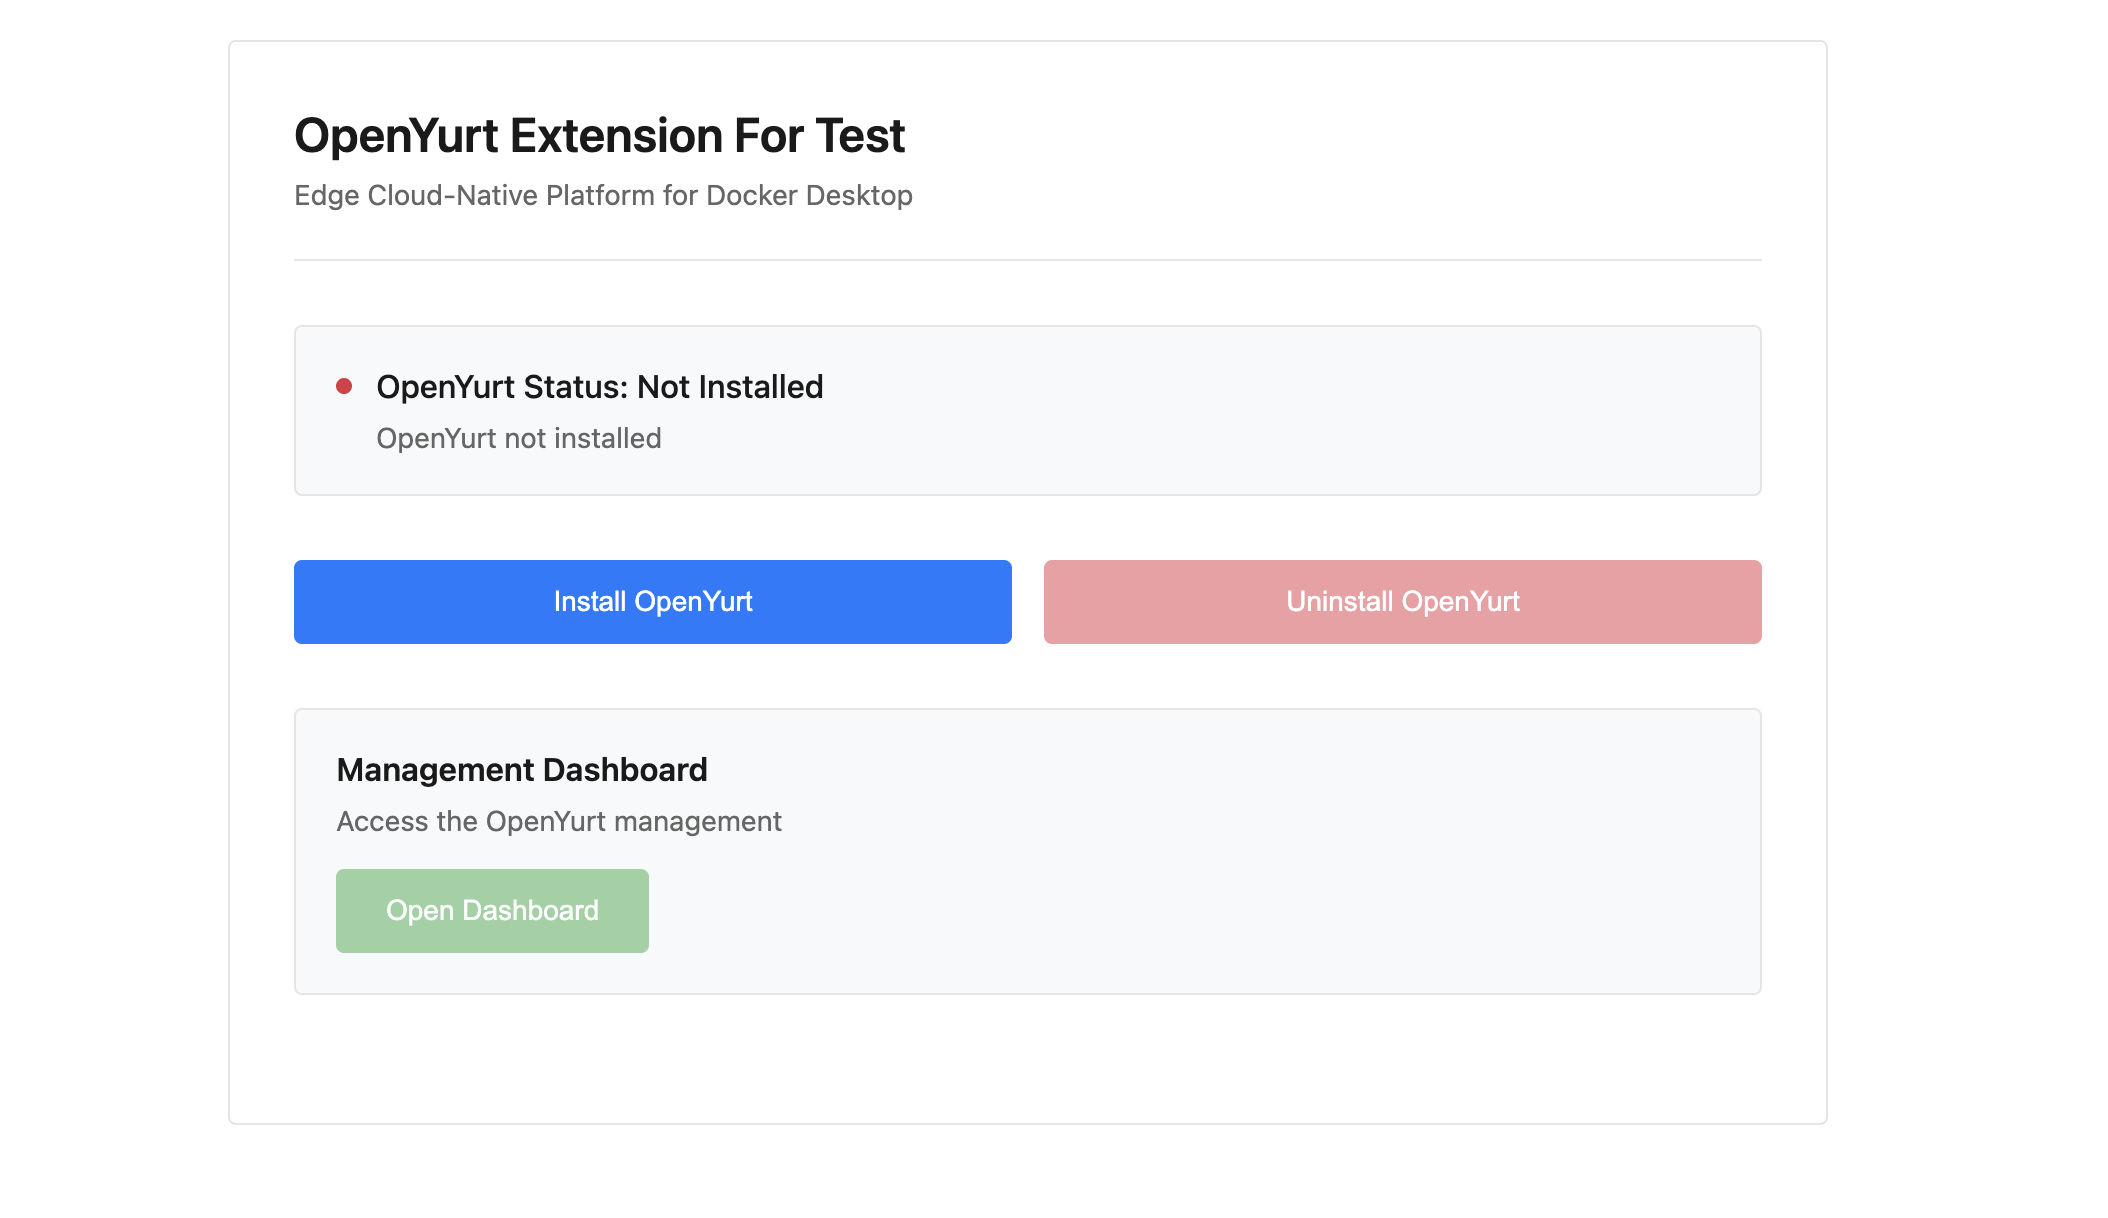 OpenYurt Extension For Test
Edge Cloud-Native Platform for Docker Desktop
OpenYurt Status: Not Installed
OpenYurt not installed
Install OpenYurt
Uninstall OpenYurt
Management Dashboard
Access the OpenYurt management
Open Dashboard